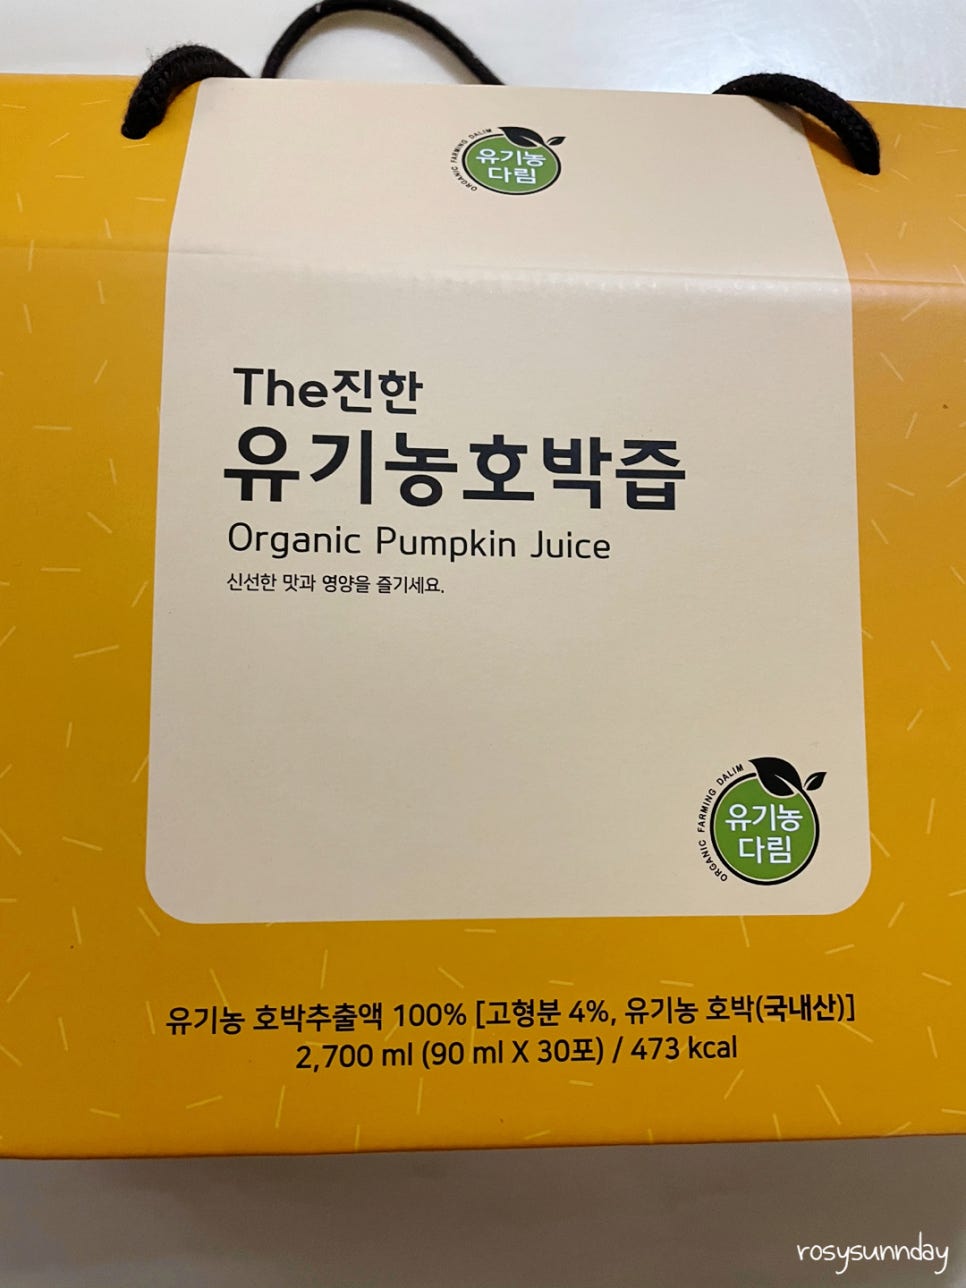 ORGANIC FARMING DALIM
유기농
다림
The진한
유기농호박즙
Organic Pumpkin Juice
신선한 맛과 영양을 즐기세요.
ORGANIC FARMING DALIM
유기농
다림
유기농 호박추출액 100% [고형분 4%, 유기농 호박(국내산)]
2,700 ml (90 ml X 30포) / 473 kcal
rosysunnday